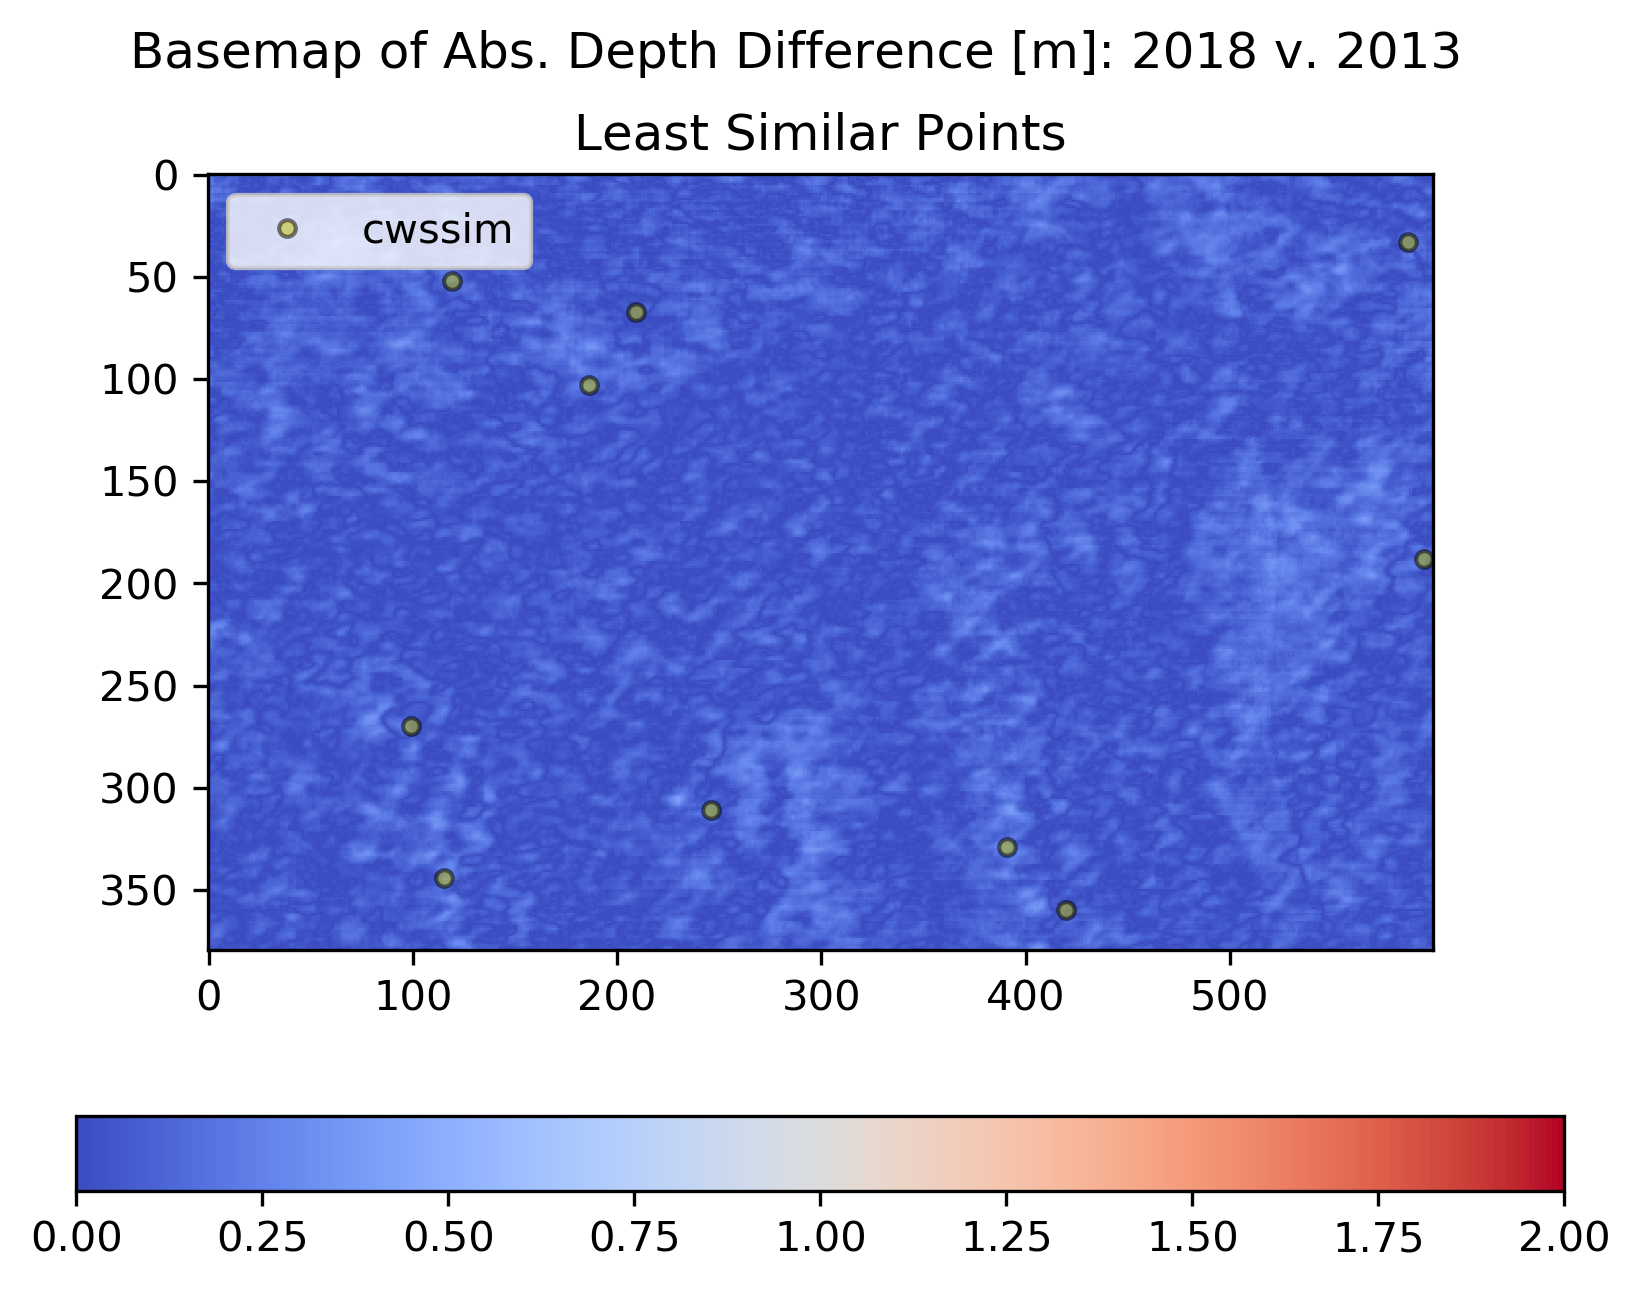 Basemap of Abs. Depth Difference [m]: 2018 v. 2013
Least Similar Points
cwssim
0
50
100
150
200
250
300
350
0 100 200 300 400 500
0.00 0.25 0.50 0.75 1.00 1.25 1.50 1.75 2.00